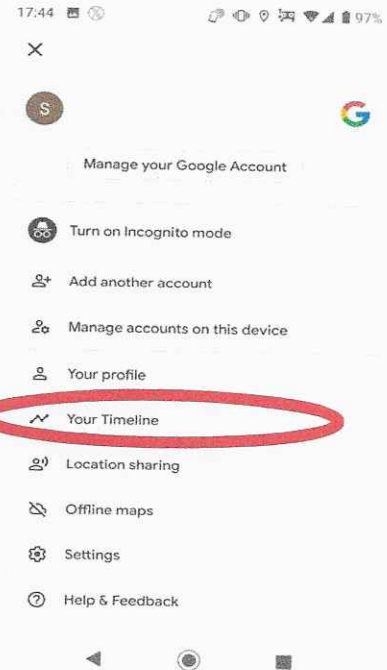 17:44 97%
S G
Manage your Google Account
Turn on Incognito mode
Add another account
Manage accounts on this device
Your profile
Your Timeline
Location sharing
Offline maps
Settings
Help & Feedback